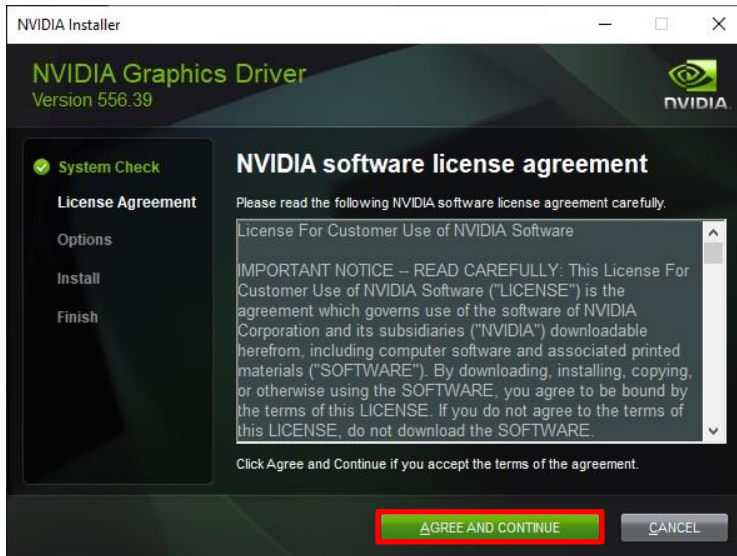 NVIDIA Installer
NVIDIA Graphics Driver
Version 556.39
NVIDIA
System Check
License Agreement
Options
Install
Finish
NVIDIA software license agreement
Please read the following NVIDIA software license agreement carefully.
License For Customer Use of NVIDIA Software
IMPORTANT NOTICE -- READ CAREFULLY: This License For
Customer Use of NVIDIA Software ("LICENSE") is the
agreement which governs use of the software of NVIDIA
Corporation and its subsidiaries ("NVIDIA") downloadable
herefrom, including computer software and associated printed
materials ("SOFTWARE"). By downloading, installing, copying,
or otherwise using the SOFTWARE, you agree to be bound by
the terms of this LICENSE. If you do not agree to the terms of
this LICENSE, do not download the SOFTWARE.
Click Agree and Continue if you accept the terms of the agreement.
AGREE AND CONTINUE
CANCEL